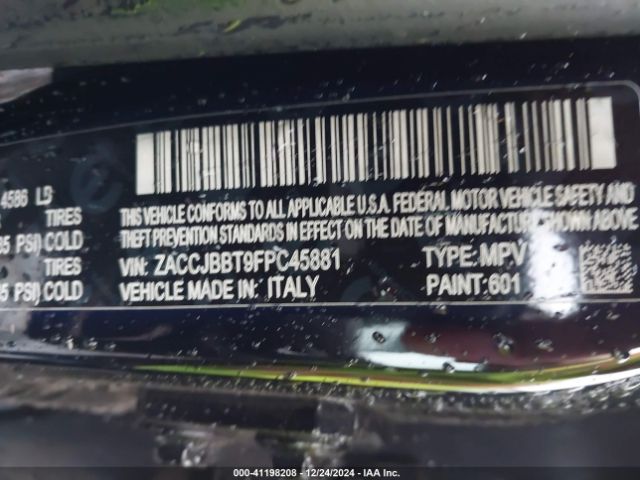 4586 LB
TIRES
THIS VEHICLE CONFORMS TO ALL APPLICABLE U.S.A. FEDERAL MOTOR VEHICLE SAFETY AND
35 PSI) COLD
THEFT PREVENTION STANDARDS IN EFFECT ON THE DATE OF MANUFACTURE SHOWN ABOVE
TIRES
VIN: ZACCJBBT9FPC45881
TYPE: MPV
35 PSI) COLD
VEHICLE MADE IN: ITALY
PAINT: 601
000-41198208 - 12/24/2024 - IAA Inc.